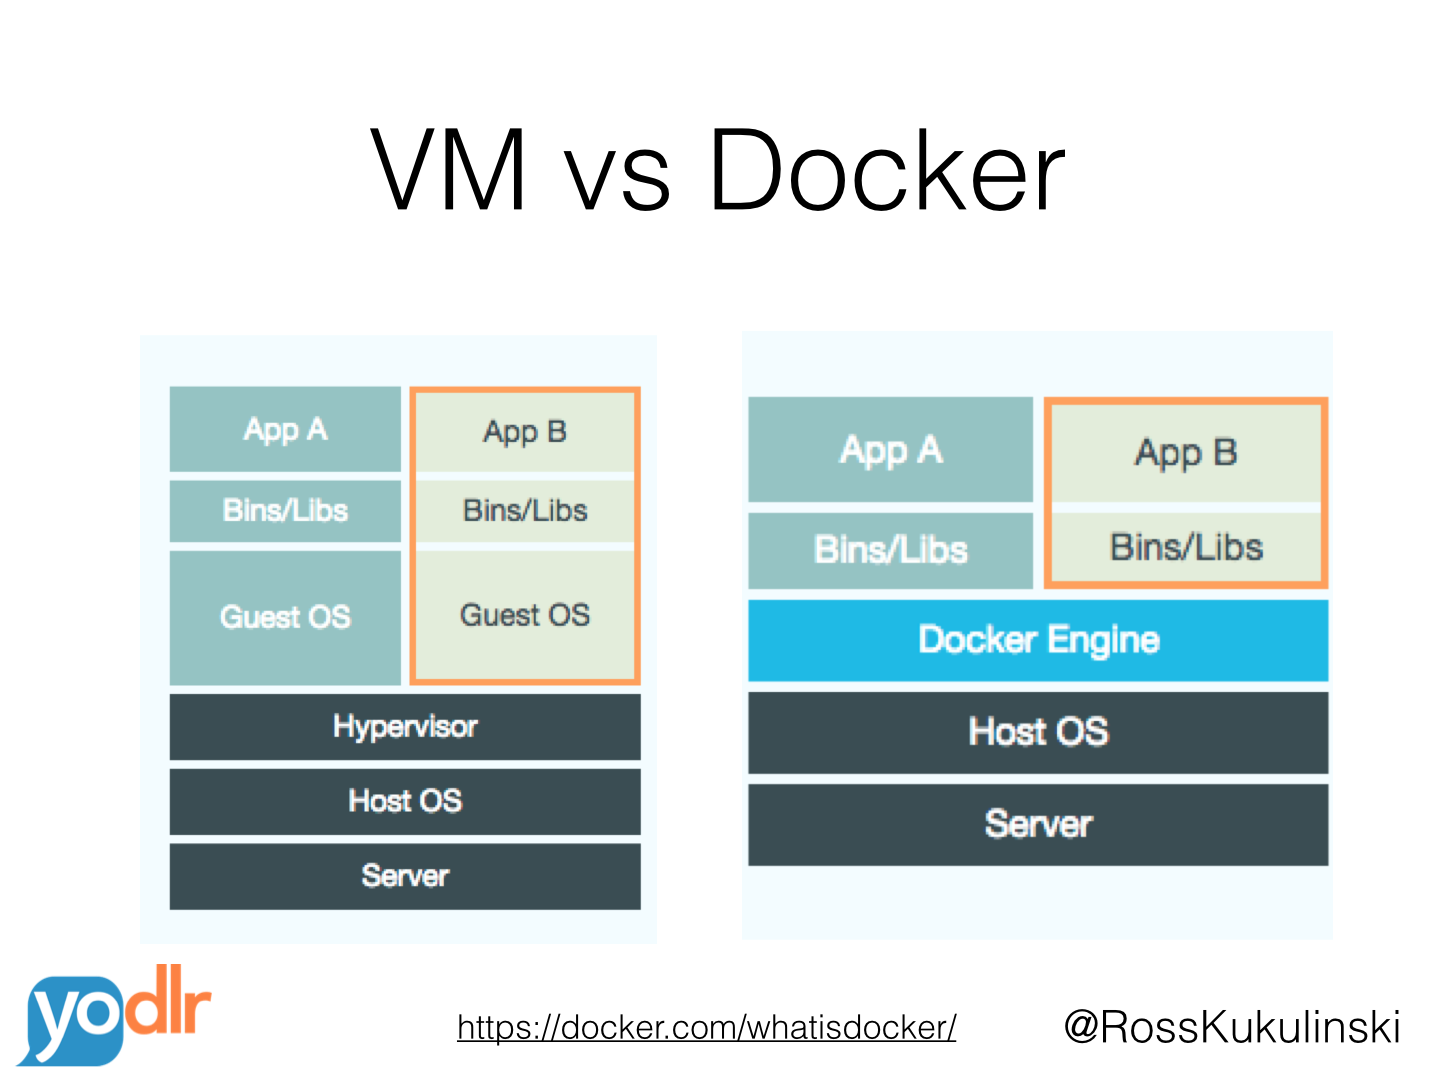 VM vs Docker
App A
App B
Bins/Libs
Bins/Libs
Guest OS
Guest OS
Hypervisor
Host OS
Server
App A
App B
Bins/Libs
Bins/Libs
Docker Engine
Host OS
Server
yodlr
https://docker.com/whatisdocker/
@RossKukulinski